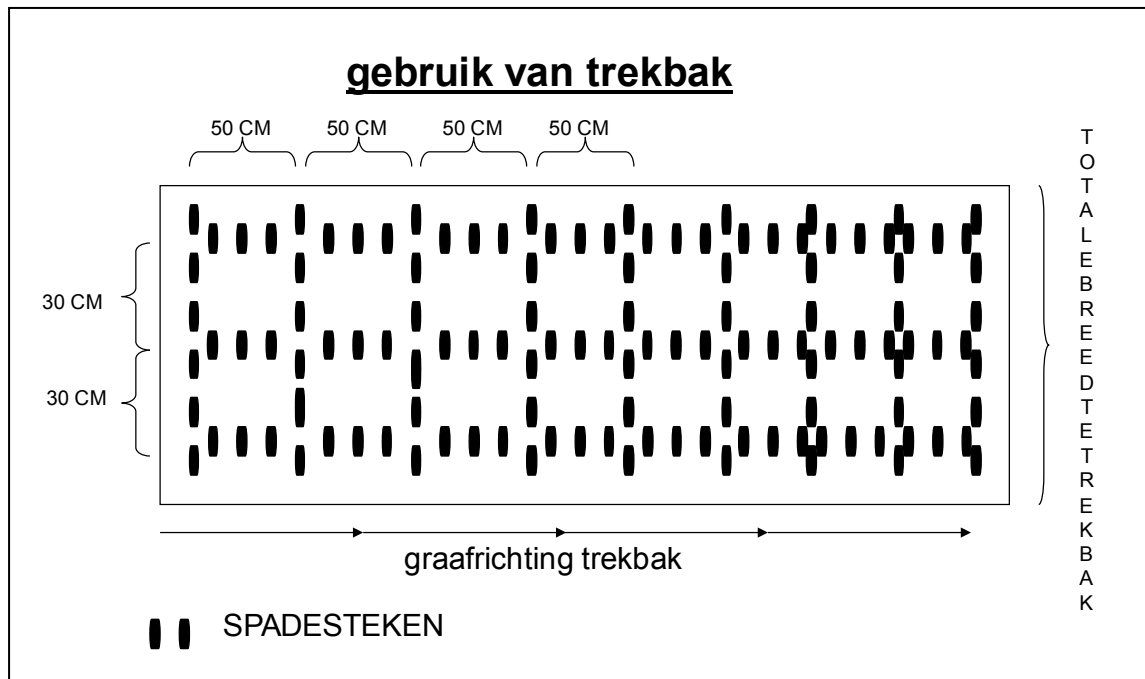 gebruik van trekbak
50 CM
50 CM
50 CM
50 CM
30 CM
30 CM
TOTALEBREEDTETREKBAK
graafrichting trekbak
SPADESTEKEN